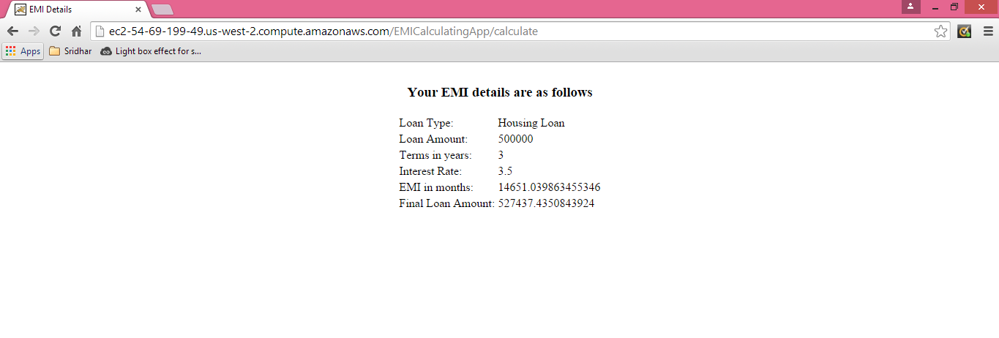 EMI Details
ec2-54-69-199-49.us-west-2.compute.amazonaws.com/EMICalculatingApp/calculate
Apps Sridhar Light box effect for s...
Your EMI details are as follows
Loan Type: Housing Loan
Loan Amount: 500000
Terms in years: 3
Interest Rate: 3.5
EMI in months: 14651.039863455346
Final Loan Amount: 527437.4350843924